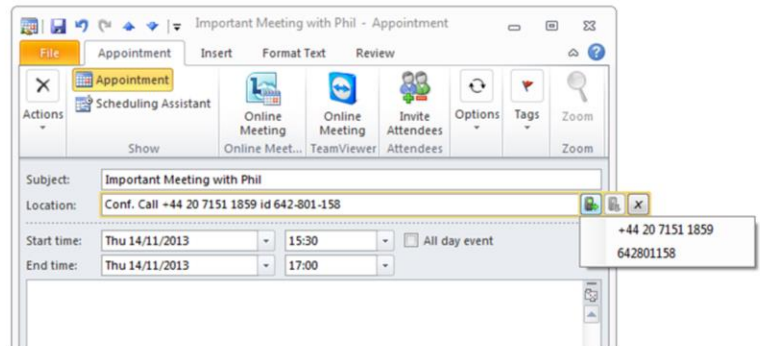 Important Meeting with Phil - Appointment
File Appointment Insert Format Text Review
Actions
Appointment
Scheduling Assistant
Show
Online Meeting
Online Meet...
Online Meeting
TeamViewer
Invite Attendees
Attendees
Options
Tags
Zoom
Zoom
Subject: Important Meeting with Phil
Location: Conf. Call +44 20 7151 1859 id 642-801-158
+44 20 7151 1859
642801158
Start time: Thu 14/11/2013 15:30 All day event
End time: Thu 14/11/2013 17:00